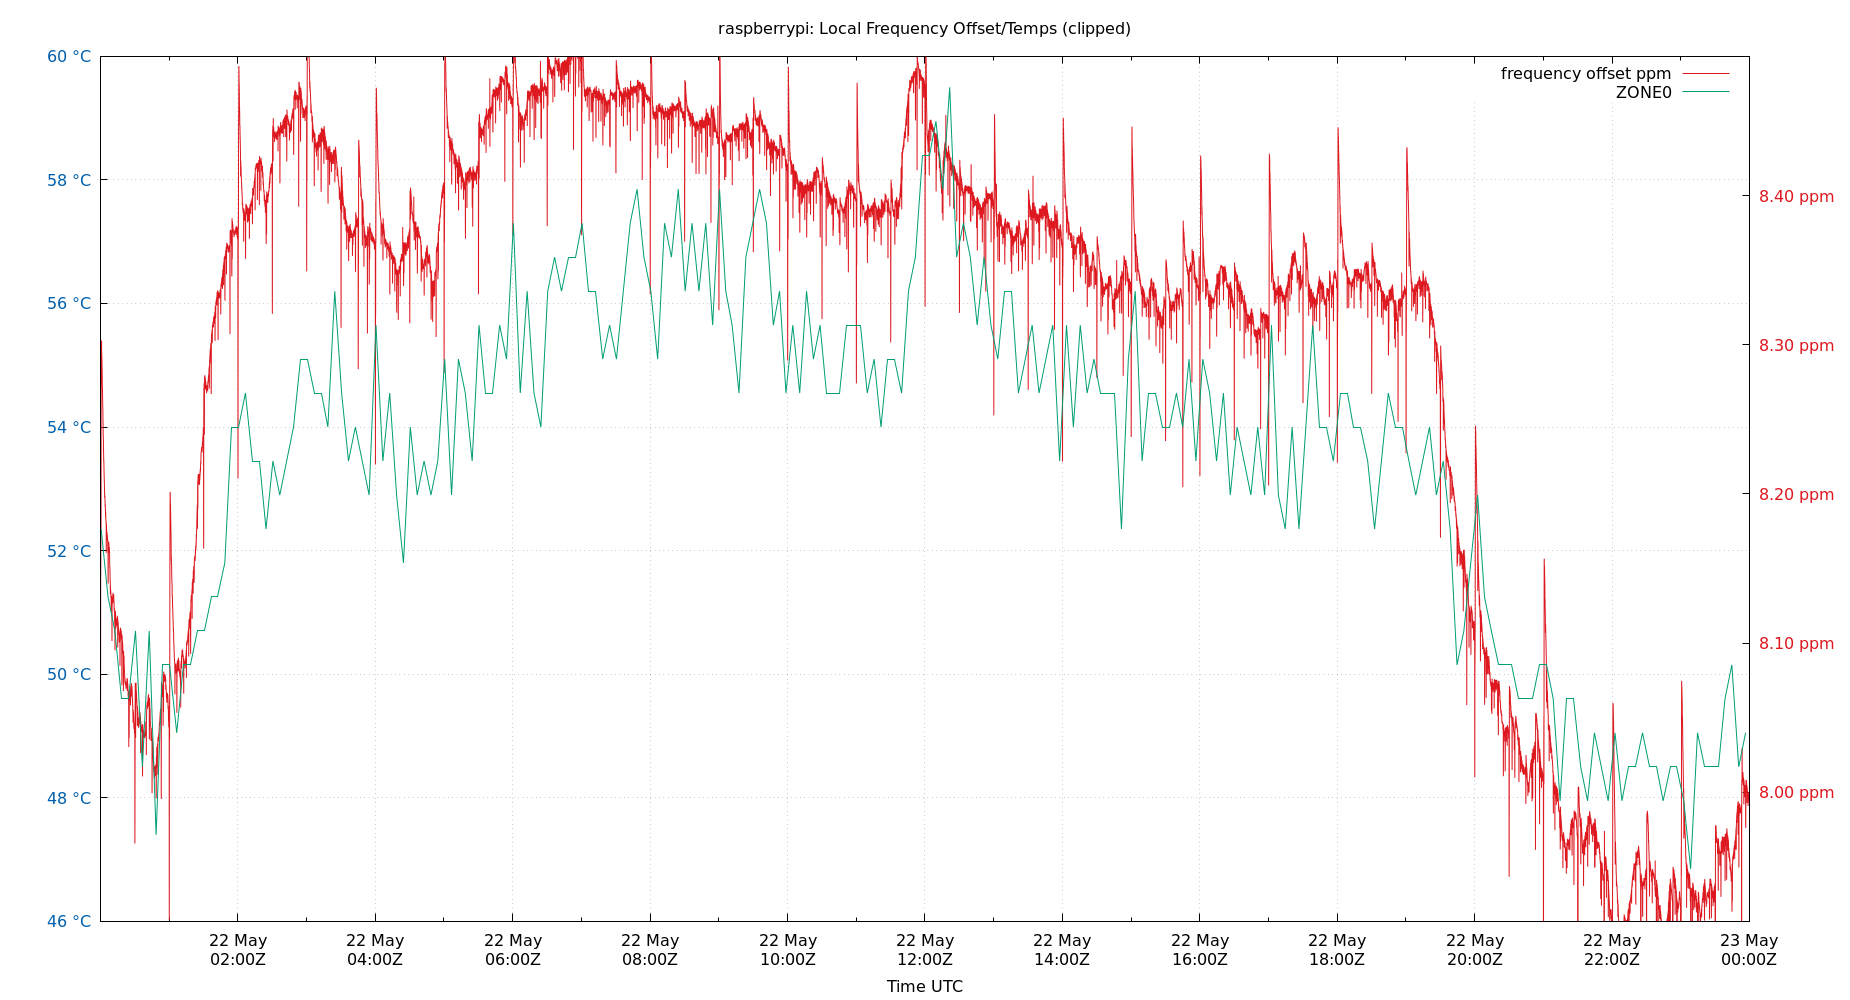 raspberrypi: Local Frequency Offset/Temps (clipped)
frequency offset ppm
ZONE0
60 °C
58 °C
56 °C
54 °C
52 °C
50 °C
48 °C
46 °C
8.40 ppm
8.30 ppm
8.20 ppm
8.10 ppm
8.00 ppm
22 May 22 May 22 May 22 May 22 May 22 May 22 May 22 May 22 May 22 May 22 May 23 May
02:00Z 04:00Z 06:00Z 08:00Z 10:00Z 12:00Z 14:00Z 16:00Z 18:00Z 20:00Z 22:00Z 00:00Z
Time UTC